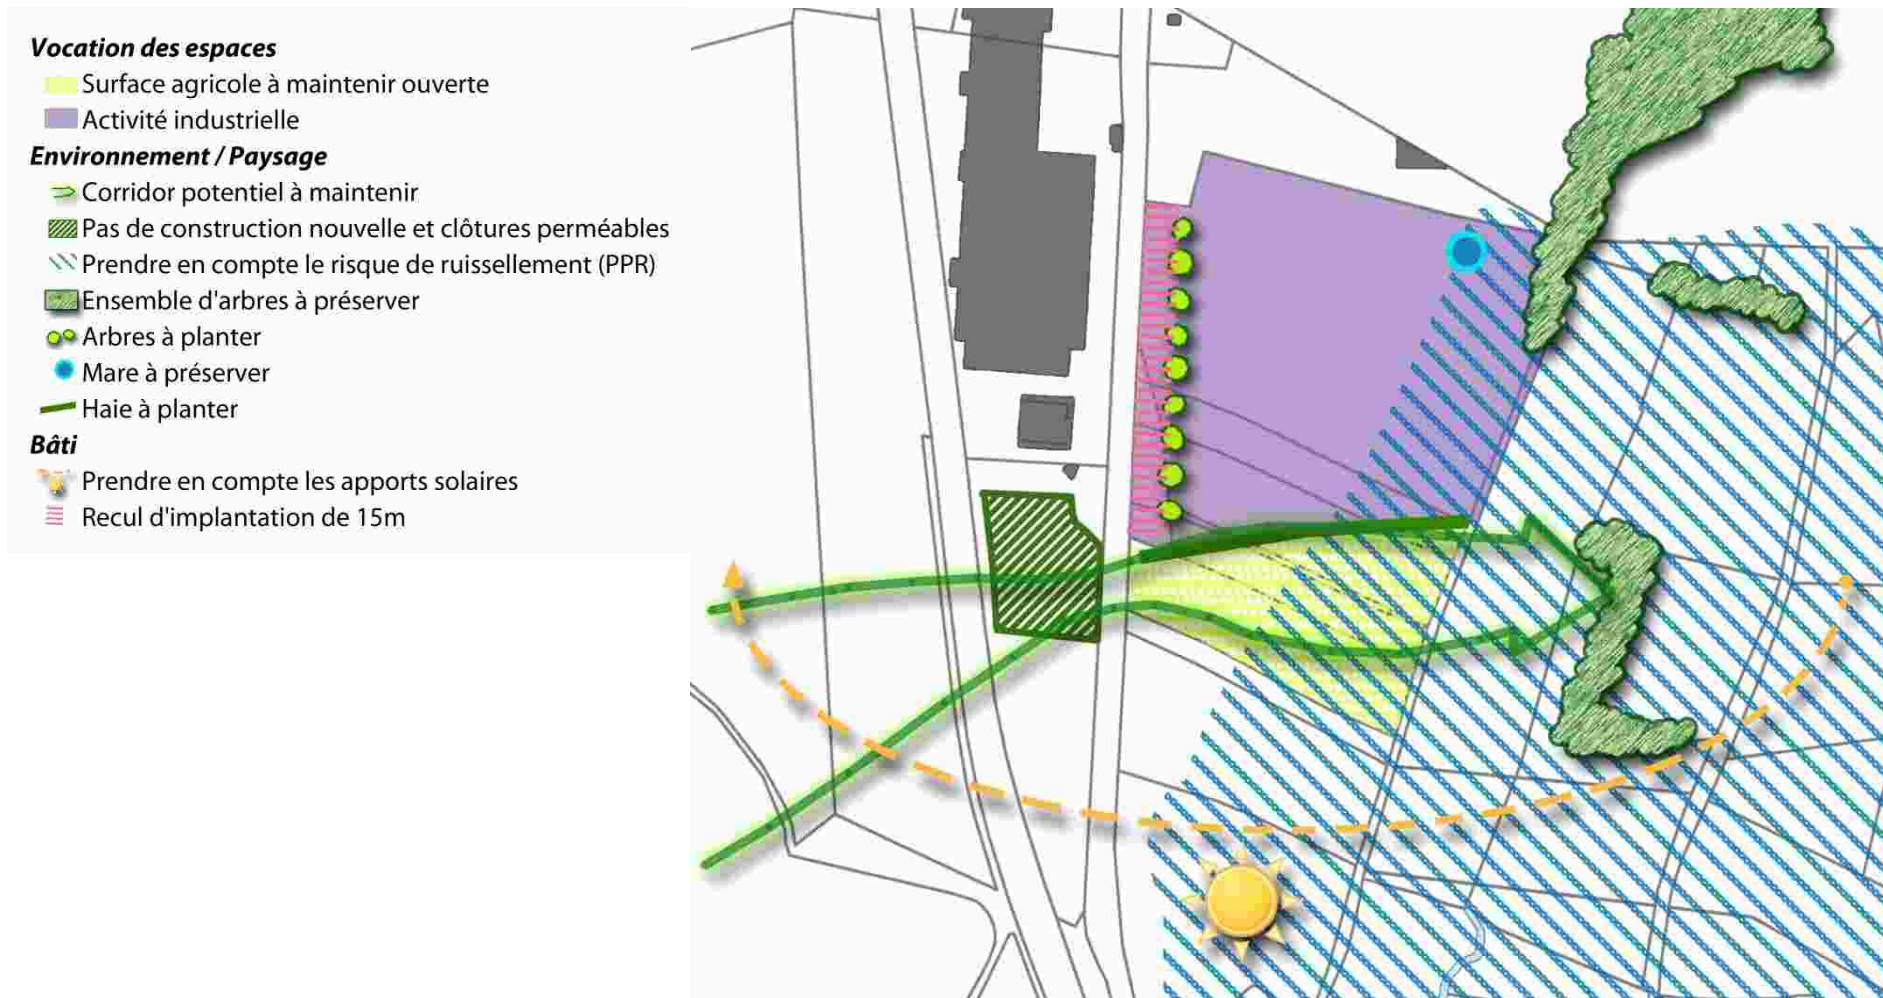 Vocation des espaces
Surface agricole à maintenir ouverte
Activité industrielle
Environnement / Paysage
Corridor potentiel à maintenir
Pas de construction nouvelle et clôtures perméables
Prendre en compte le risque de ruissellement (PPR)
Ensemble d'arbres à préserver
Arbres à planter
Mare à préserver
Haie à planter
Bâti
Prendre en compte les apports solaires
Recul d'implantation de 15m